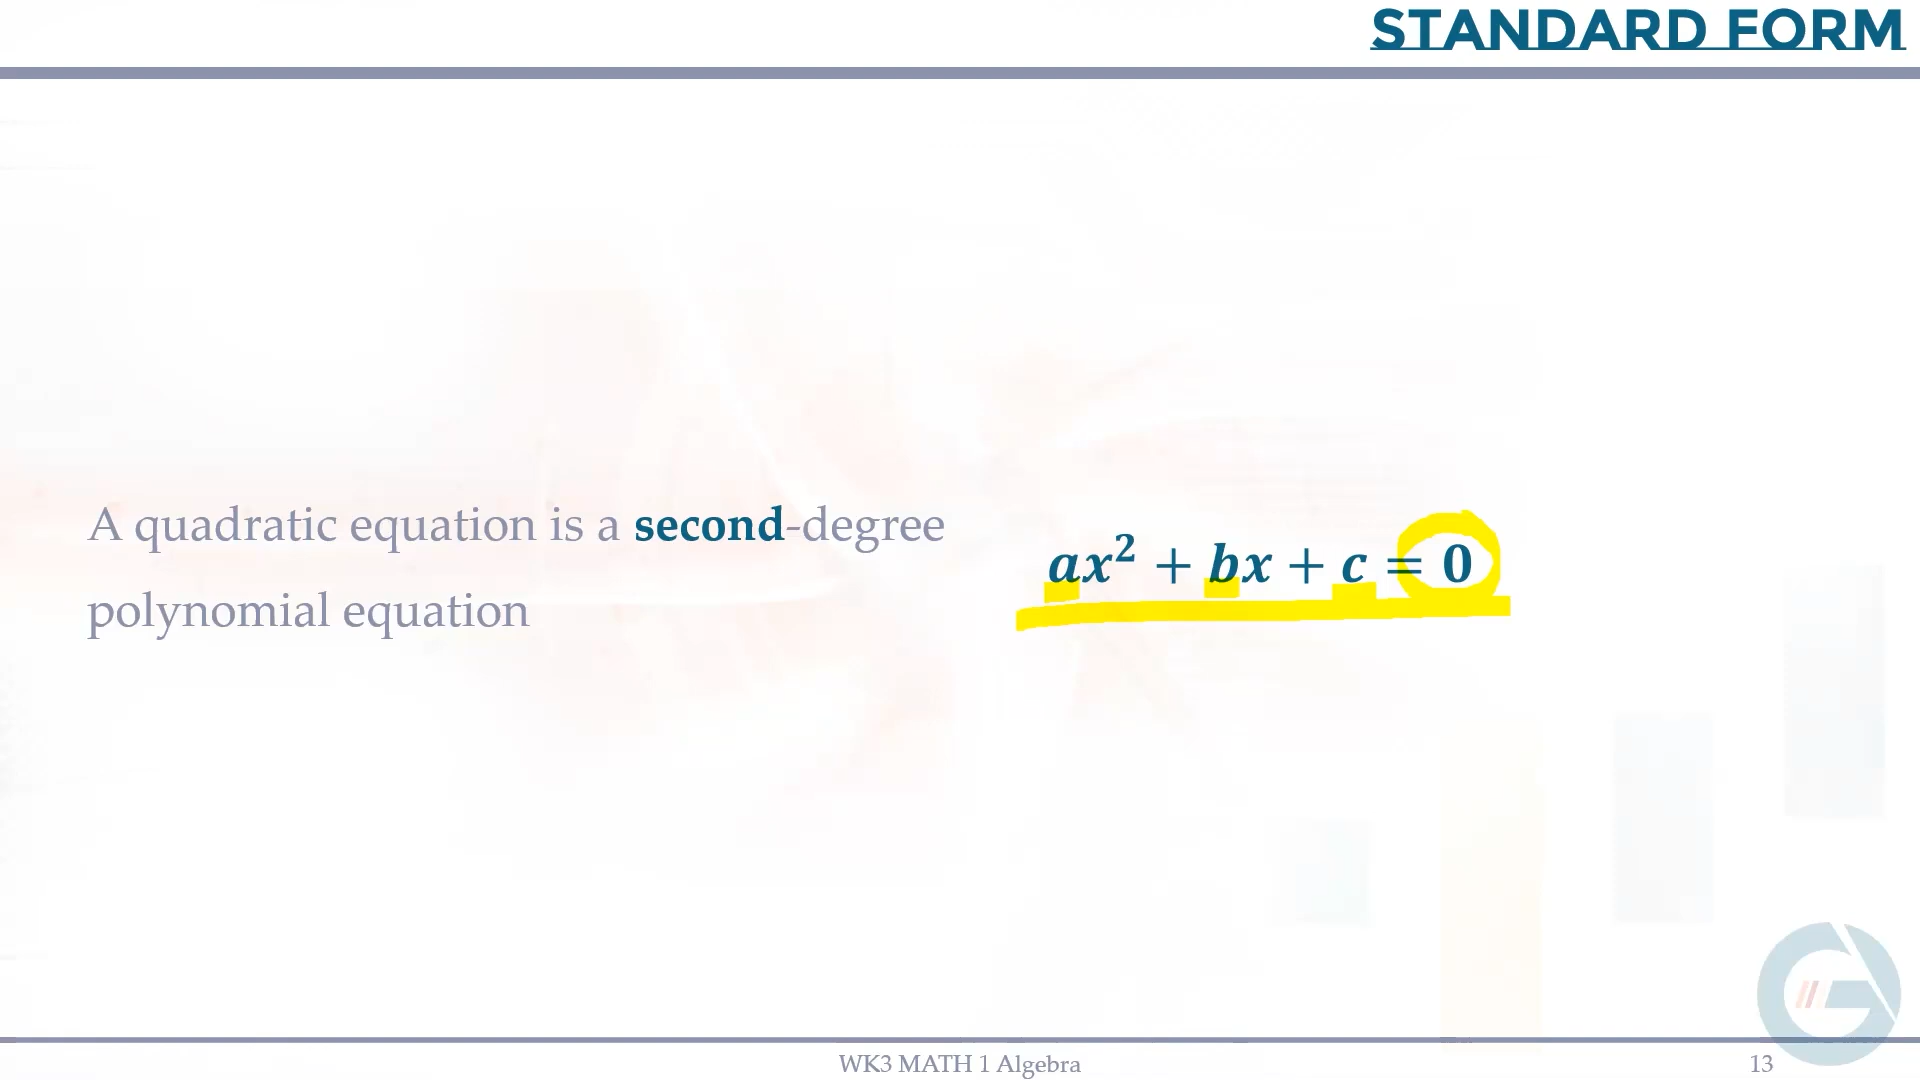 STANDARD FORM
A quadratic equation is a second-degree
polynomial equation
ax² + bx + c = 0
WK3 MATH 1 Algebra
13